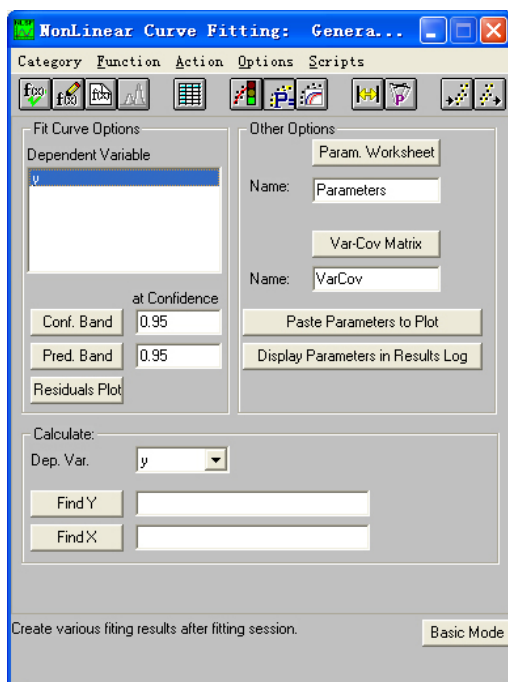 NonLinear Curve Fitting: Genera...
Category Function Action Options Scripts
Fit Curve Options
Dependent Variable
y
at Confidence
Conf. Band 0.95
Pred. Band 0.95
Residuals Plot
Other Options
Param. Worksheet
Name: Parameters
Var-Cov Matrix
Name: VarCov
Paste Parameters to Plot
Display Parameters in Results Log
Calculate:
Dep. Var. y
Find Y
Find X
Create various fiting results after fitting session.
Basic Mode